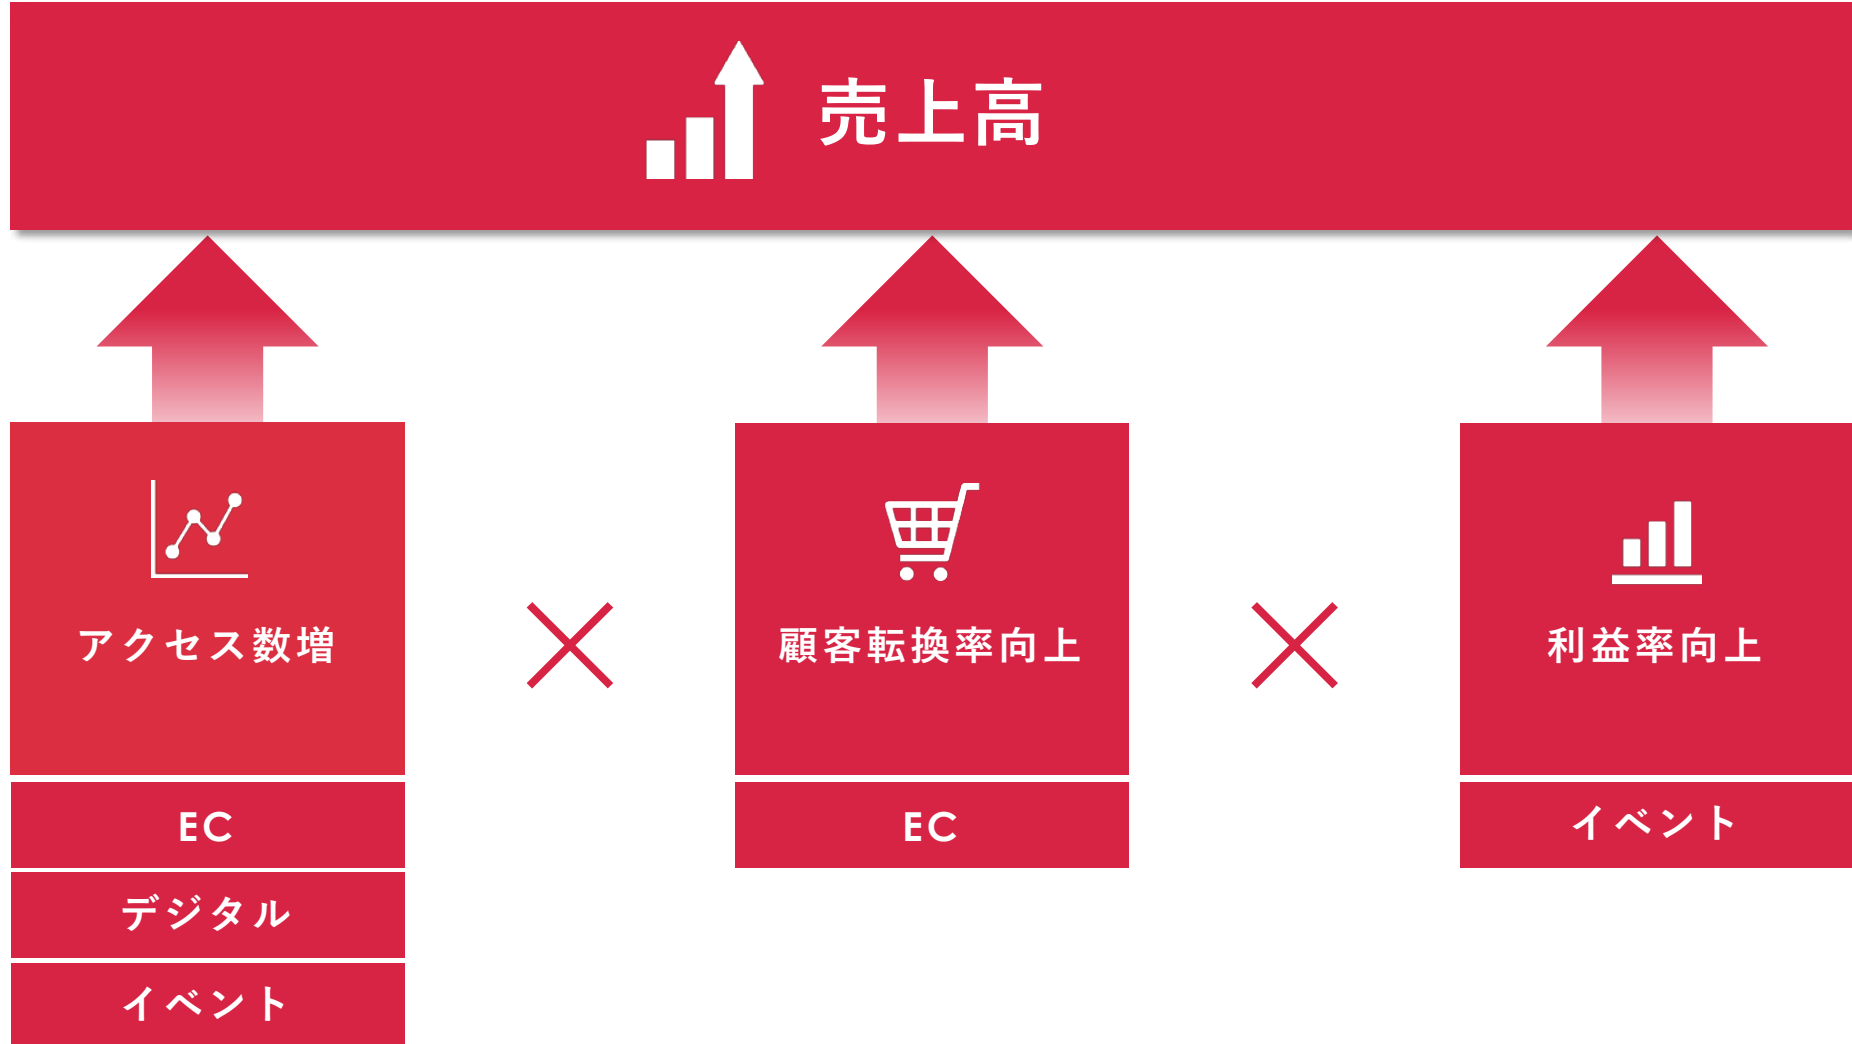 売上高
アクセス数増
顧客転換率向上
利益率向上
EC
EC
イベント
デジタル
イベント